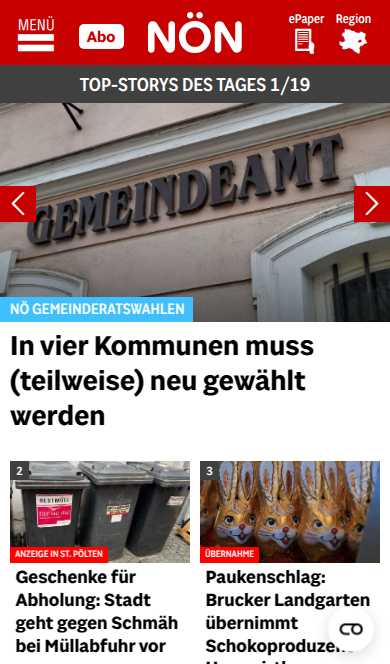 MENÜ
Abo
NÖN
ePaper
Region
TOP-STORYS DES TAGES 1/19
GEMEINDEAMT
NÖ GEMEINDERATSWAHLEN
In vier Kommunen muss
(teilweise) neu gewählt
werden
2
RESTMÜLL
ANZEIGE IN ST. PÖLTEN
Geschenke für
Abholung: Stadt
geht gegen Schmäh
bei Müllabfuhr vor
3
ÜBERNAHME
Paukenschlag:
Brucker Landgarten
übernimmt